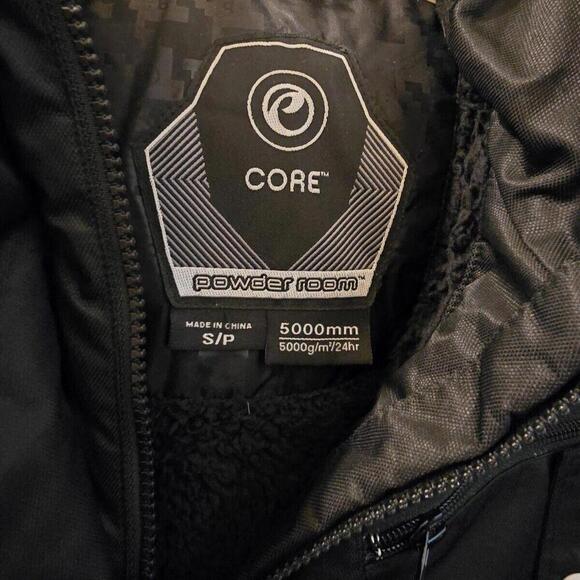 CORE™
powder room™
MADE IN CHINA
S/P
5000mm
5000g/m²/24hr